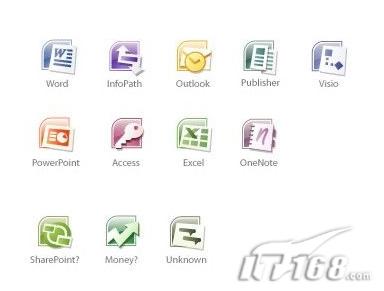 Word InfoPath Outlook Publisher Visio
PowerPoint Access Excel OneNote
SharePoint? Money? Unknown
IT168.com